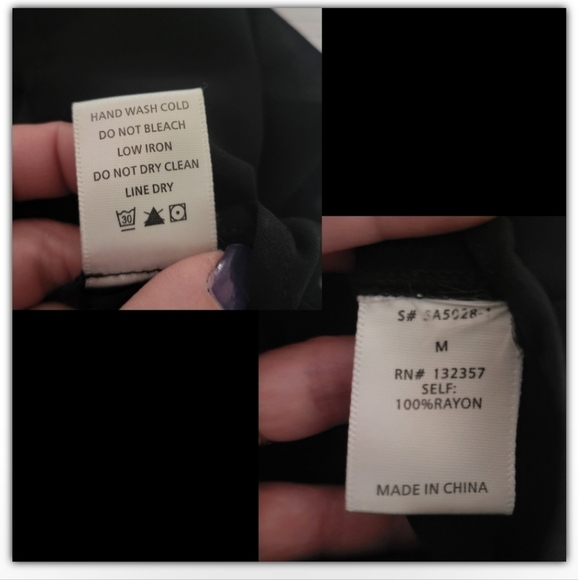 HAND WASH COLD
DO NOT BLEACH
LOW IRON
DO NOT DRY CLEAN
LINE DRY
30
S#
M
RN# 132357
SELF:
100%RAYON
MADE IN CHINA